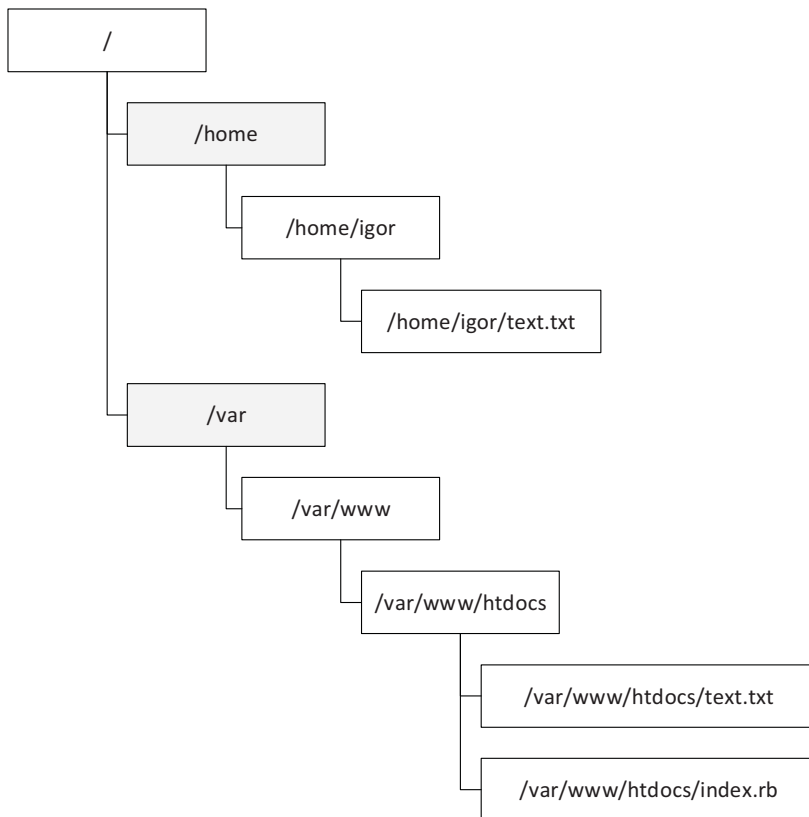 /
/home
/home/igor
/home/igor/text.txt
/var
/var/www
/var/www/htdocs
/var/www/htdocs/text.txt
/var/www/htdocs/index.rb